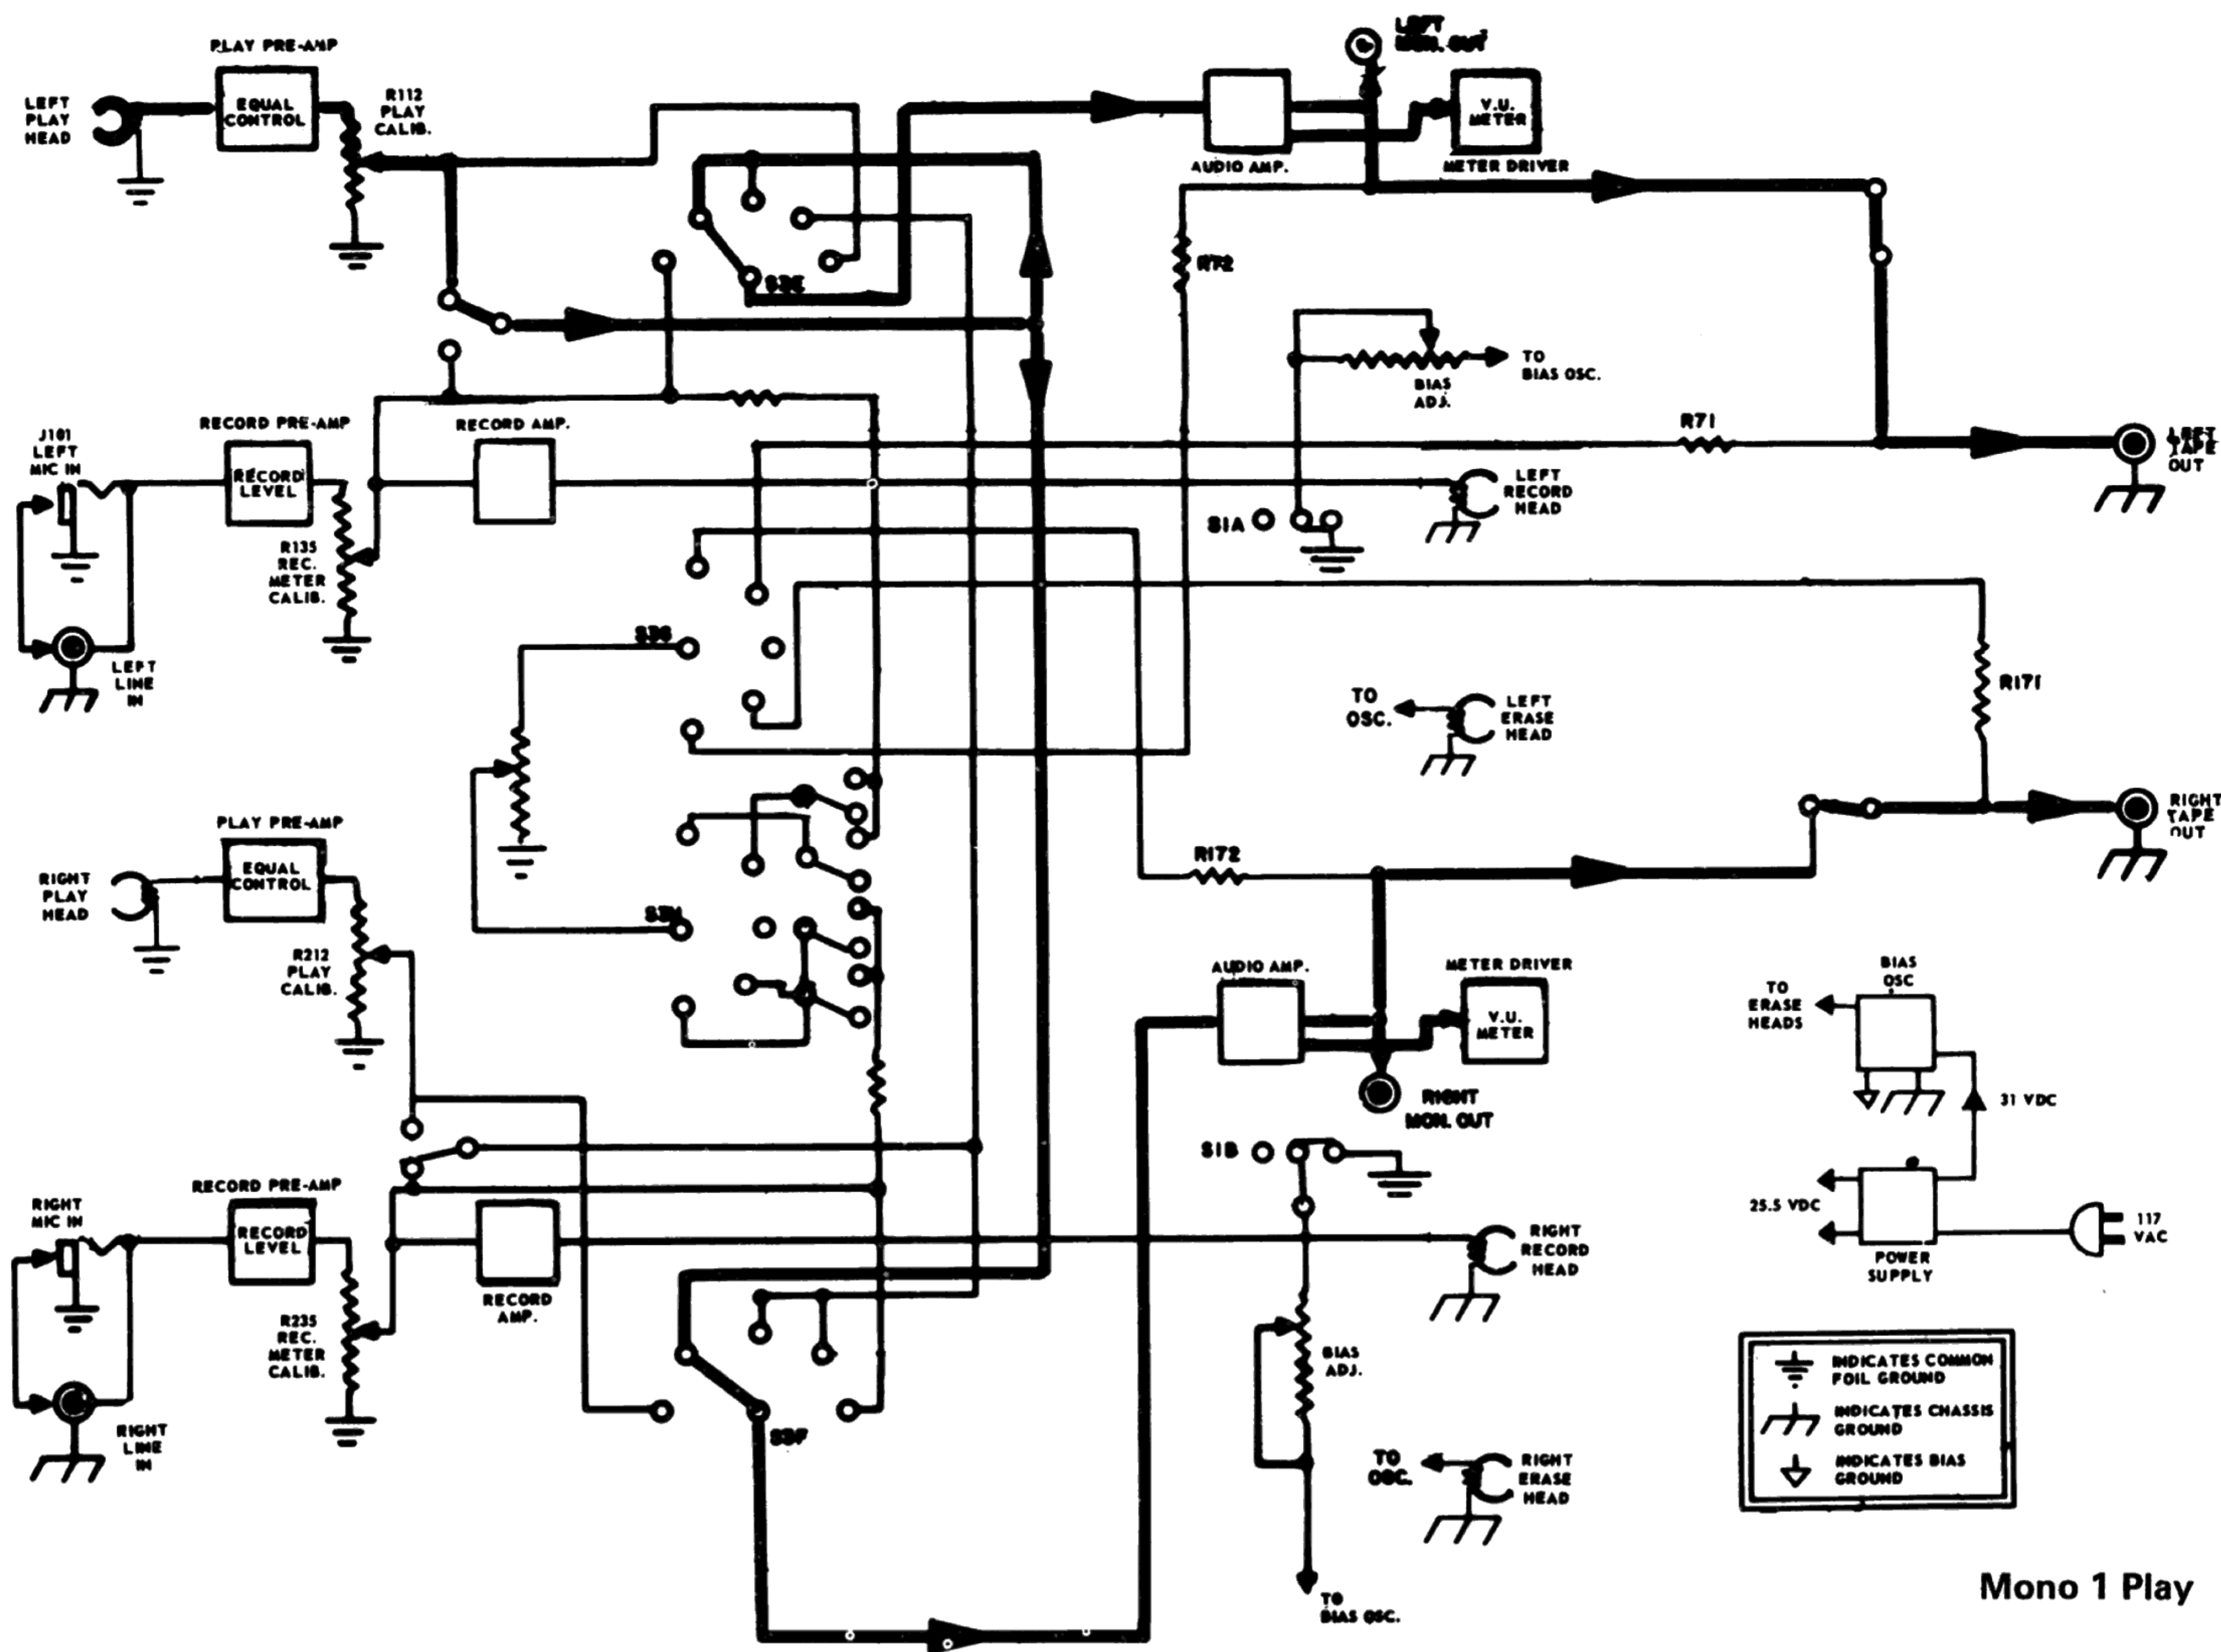 PLAY PRE-AMP
LEFT
PLAY
HEAD
EQUAL
CONTROL
R112
PLAY
CALIB.
LEFT
MON. OUT
V.U.
METER
AUDIO AMP.
METER DRIVER
S3E
R72
TO
BIAS OSC.
BIAS
ADJ.
RECORD PRE-AMP
RECORD AMP.
J101
LEFT
MIC IN
RECORD
LEVEL
R135
REC.
METER
CALIB.
LEFT
LINE
IN
R71
LEFT
TAPE
OUT
LEFT
RECORD
HEAD
S1A
S3G
TO
OSC.
LEFT
ERASE
HEAD
R171
PLAY PRE-AMP
RIGHT
PLAY
HEAD
EQUAL
CONTROL
R212
PLAY
CALIB.
S3H
R172
RIGHT
TAPE
OUT
AUDIO AMP.
METER DRIVER
V.U.
METER
RIGHT
MON. OUT
BIAS
OSC
TO
ERASE
HEADS
31 VDC
25.5 VDC
117
VAC
POWER
SUPPLY
S1B
RECORD PRE-AMP
RIGHT
MIC IN
RECORD
LEVEL
RECORD
AMP.
R235
REC.
METER
CALIB.
RIGHT
LINE
IN
RIGHT
RECORD
HEAD
BIAS
ADJ.
S3F
TO
OSC.
RIGHT
ERASE
HEAD
TO
BIAS OSC.
INDICATES COMMON
FOIL GROUND
INDICATES CHASSIS
GROUND
INDICATES BIAS
GROUND
Mono 1 Play